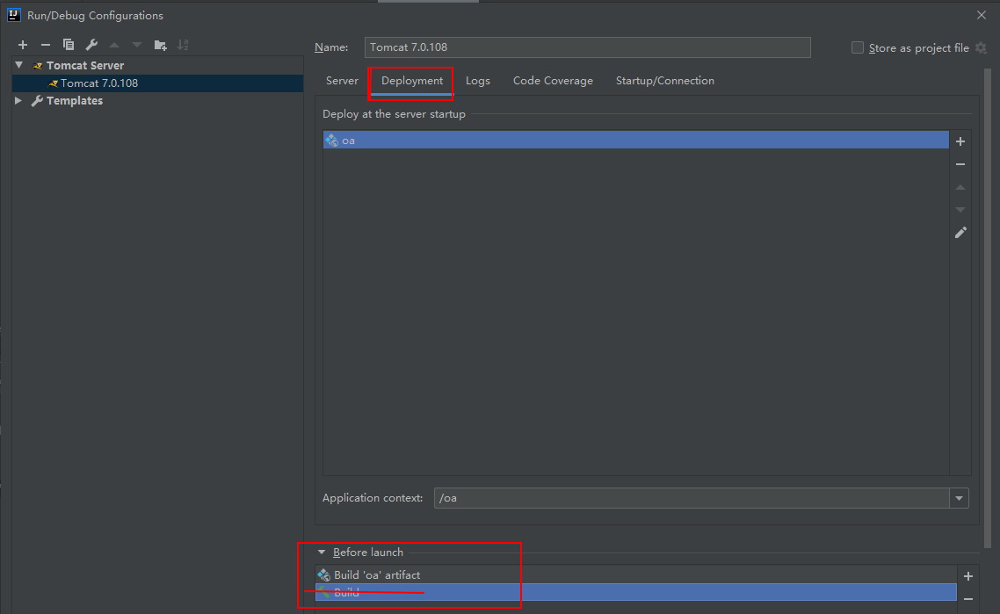 Run/Debug Configurations
Name: Tomcat 7.0.108 Store as project file
Tomcat Server
Tomcat 7.0.108
Templates
Server Deployment Logs Code Coverage Startup/Connection
Deploy at the server startup
oa
Application context: /oa
Before launch
Build 'oa' artifact
Build